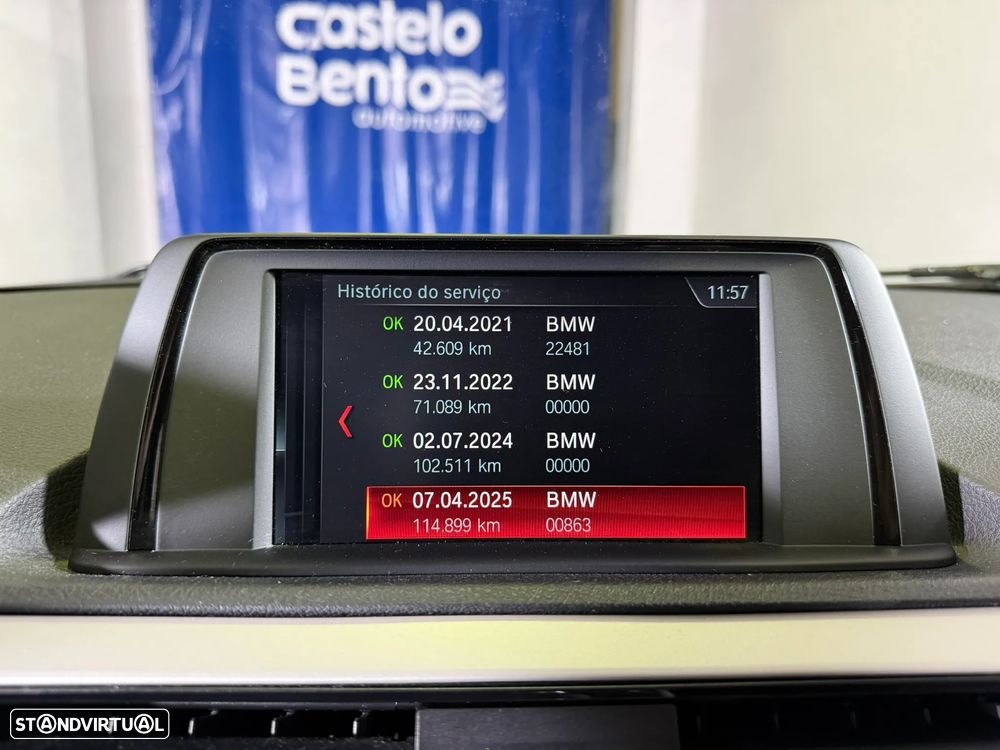 Castelo
Bento
automotive
Histórico do serviço 11:57
OK 20.04.2021 BMW
42.609 km 22481
OK 23.11.2022 BMW
71.089 km 00000
OK 02.07.2024 BMW
102.511 km 00000
OK 07.04.2025 BMW
114.899 km 00863
STANDVIRTUAL